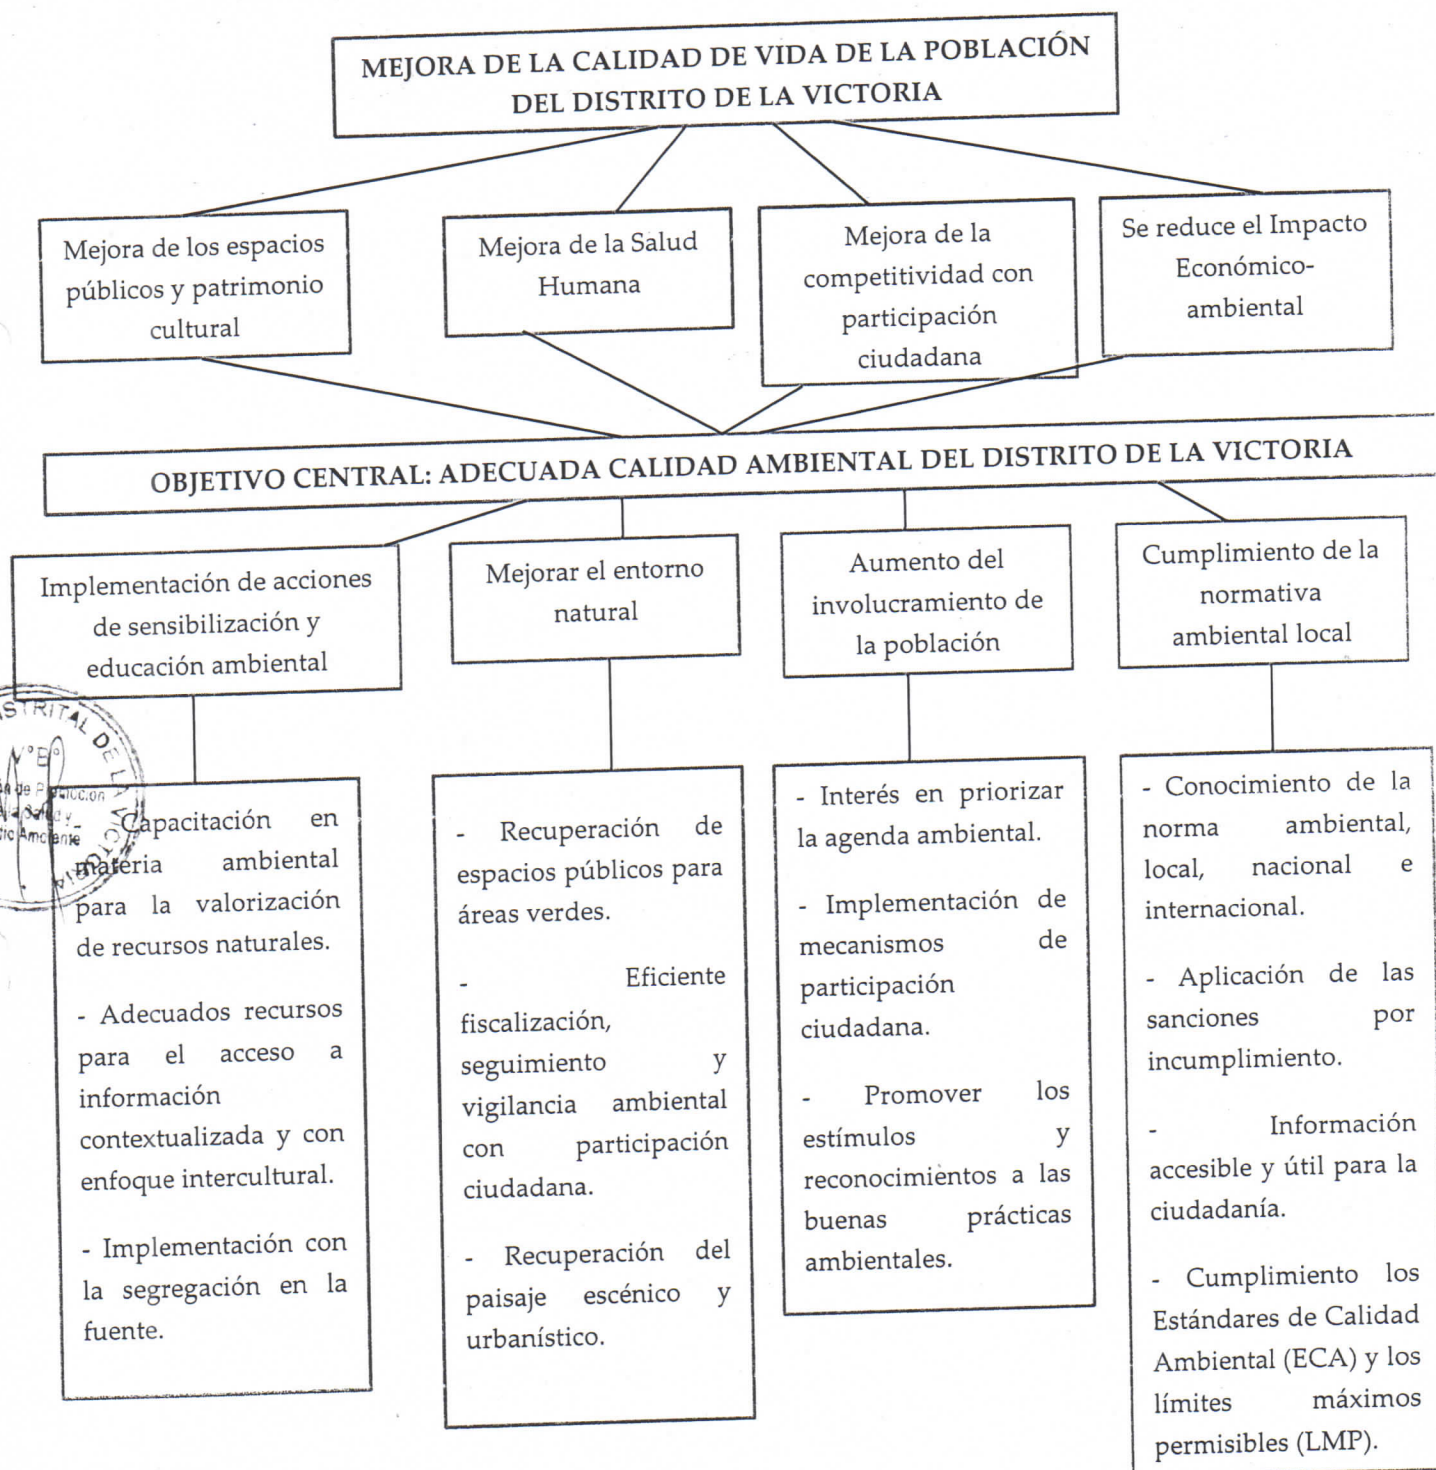 MEJORA DE LA CALIDAD DE VIDA DE LA POBLACIÓN
DEL DISTRITO DE LA VICTORIA
Mejora de los espacios
públicos y patrimonio
cultural
Mejora de la Salud
Humana
Mejora de la
competitividad con
participación
ciudadana
Se reduce el Impacto
Económico-
ambiental
OBJETIVO CENTRAL: ADECUADA CALIDAD AMBIENTAL DEL DISTRITO DE LA VICTORIA
Implementación de acciones
de sensibilización y
educación ambiental
Mejorar el entorno
natural
Aumento del
involucramiento de
la población
Cumplimiento de la
normativa
ambiental local
DE LA VICTORIA
V°B°
- Capacitación en
materia ambiental
para la valorización
de recursos naturales.
- Adecuados recursos
para el acceso a
información
contextualizada y con
enfoque intercultural.
- Implementación con
la segregación en la
fuente.
- Recuperación de
espacios públicos para
áreas verdes.
- Eficiente
fiscalización,
seguimiento y
vigilancia ambiental
con participación
ciudadana.
- Recuperación del
paisaje escénico y
urbanístico.
- Interés en priorizar
la agenda ambiental.
- Implementación de
mecanismos de
participación
ciudadana.
- Promover los
estímulos y
reconocimientos a las
buenas prácticas
ambientales.
- Conocimiento de la
norma ambiental,
local, nacional e
internacional.
- Aplicación de las
sanciones por
incumplimiento.
- Información
accesible y útil para la
ciudadanía.
- Cumplimiento los
Estándares de Calidad
Ambiental (ECA) y los
límites máximos
permisibles (LMP).